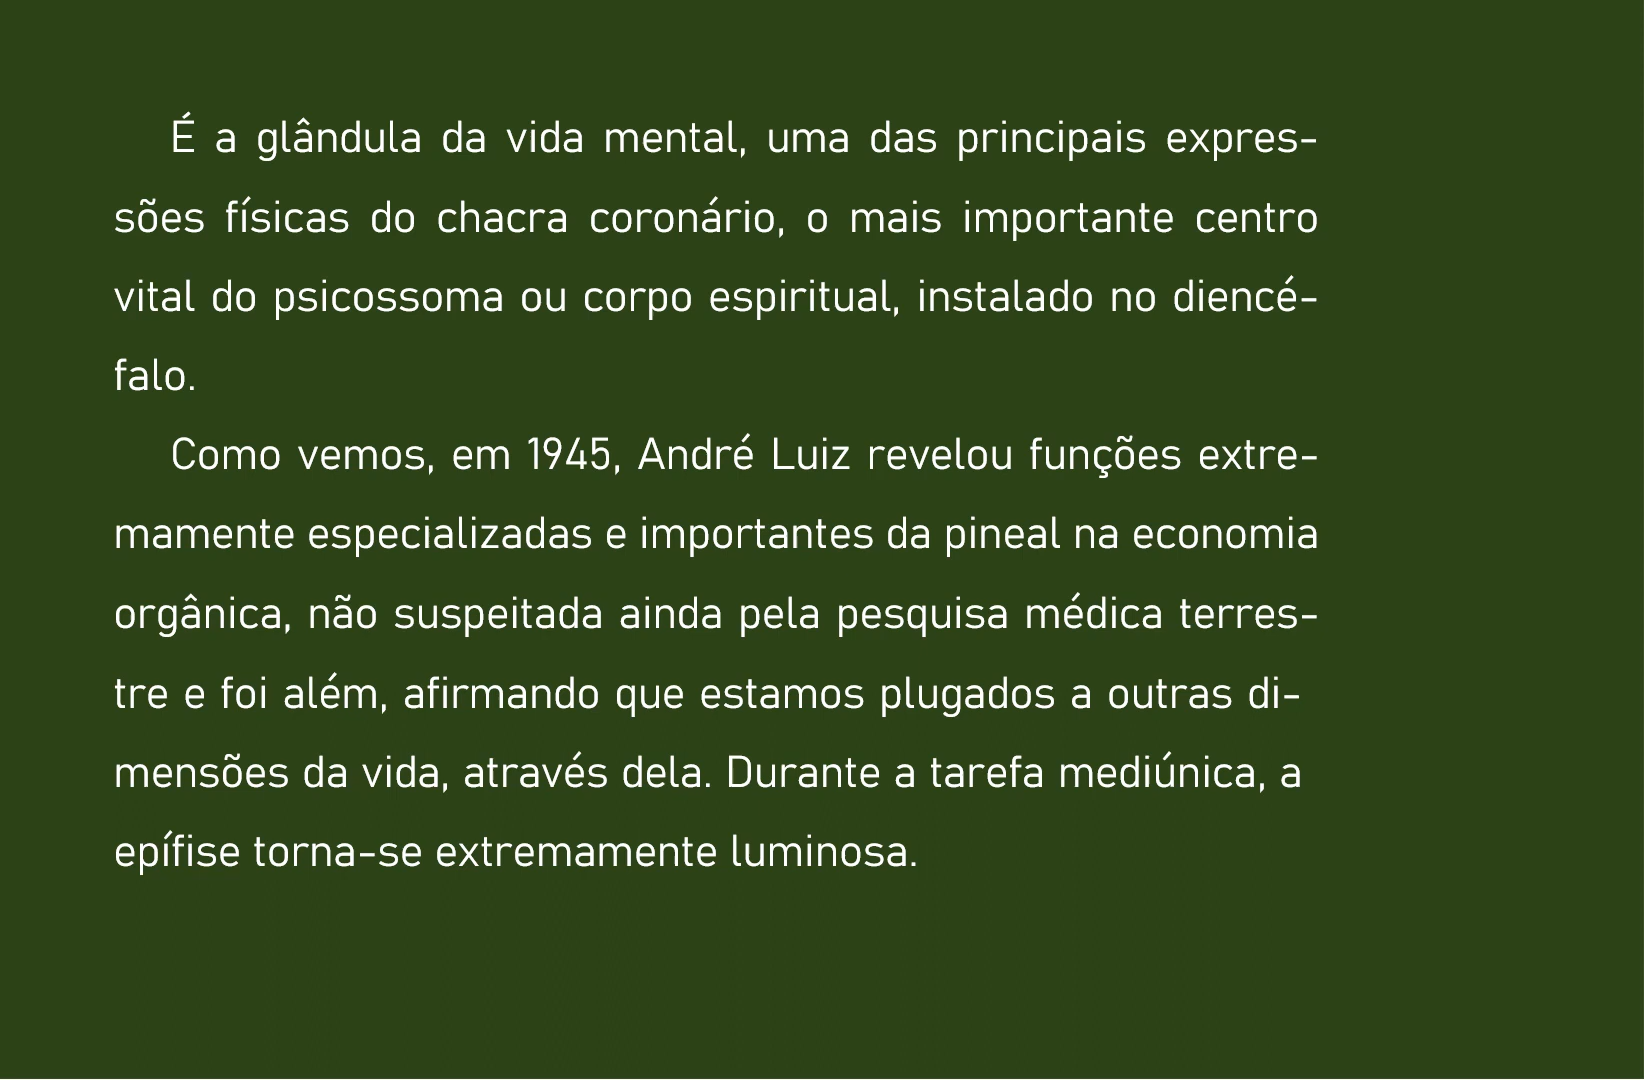 É a glândula da vida mental, uma das principais expres-
sões físicas do chacra coronário, o mais importante centro
vital do psicossoma ou corpo espiritual, instalado no diencé-
falo.
Como vemos, em 1945, André Luiz revelou funções extre-
mamente especializadas e importantes da pineal na economia
orgânica, não suspeitada ainda pela pesquisa médica terres-
tre e foi além, afirmando que estamos plugados a outras di-
mensões da vida, através dela. Durante a tarefa mediúnica, a
epífise torna-se extremamente luminosa.